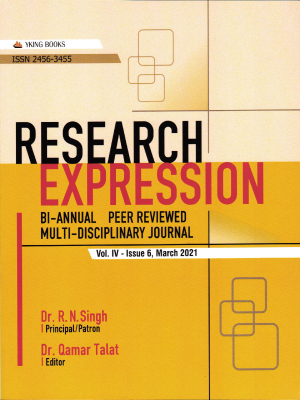 YKING BOOKS
ISSN 2456-3455
RESEARCH
EXPRESSION
BI-ANNUAL PEER REVIEWED
MULTI-DISCIPLINARY JOURNAL
Vol. IV - Issue 6, March 2021
Dr. R. N. Singh
Principal/Patron
Dr. Qamar Talat
Editor